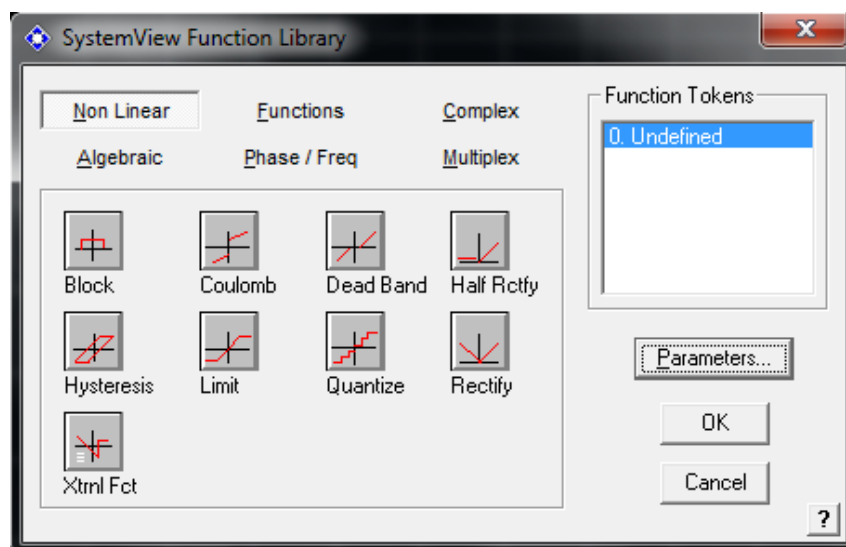 SystemView Function Library
Non Linear Functions Complex
Algebraic Phase / Freq Multiplex
Block Coulomb Dead Band Half Rctfy
Hysteresis Limit Quantize Rectify
Xtrnl Fct
Function Tokens
0. Undefined
Parameters...
OK
Cancel
?